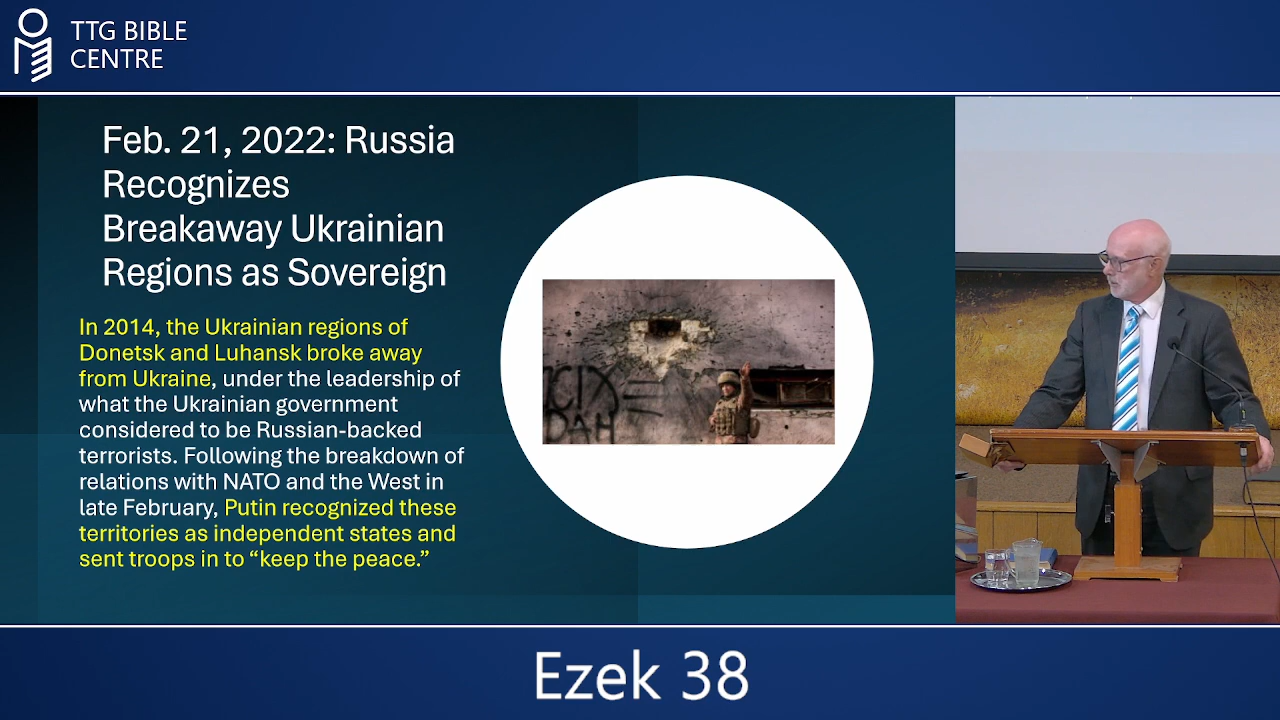 TTG BIBLE
CENTRE
Feb. 21, 2022: Russia
Recognizes
Breakaway Ukrainian
Regions as Sovereign
In 2014, the Ukrainian regions of
Donetsk and Luhansk broke away
from Ukraine, under the leadership of
what the Ukrainian government
considered to be Russian-backed
terrorists. Following the breakdown of
relations with NATO and the West in
late February, Putin recognized these
territories as independent states and
sent troops in to “keep the peace.”
Ezek 38